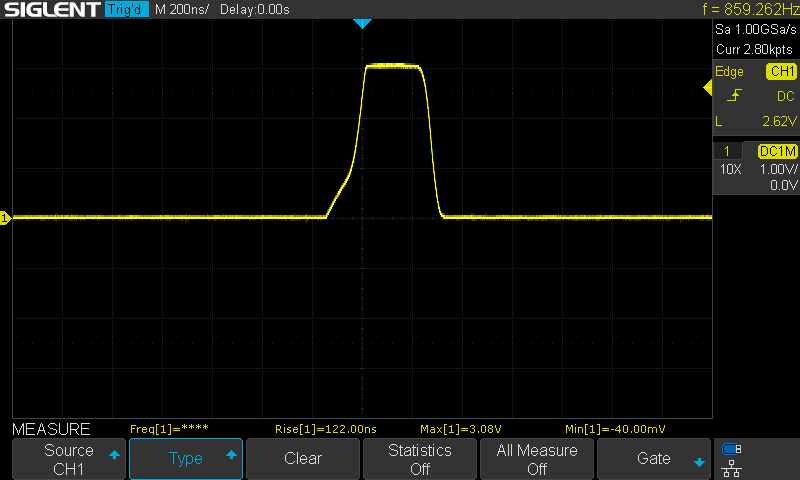 SIGLENT Trig'd M 200ns/ Delay:0.00s f = 859.262Hz
Sa 1.00GSa/s
Curr 2.80kpts
Edge CH1
DC
L 2.62V
1 DC1M
10X 1.00V/
0.0V
1
MEASURE Freq[1]=**** Rise[1]=122.00ns Max[1]=3.08V Min[1]=-40.00mV
Source
CH1
Type
Clear
Statistics
Off
All Measure
Off
Gate